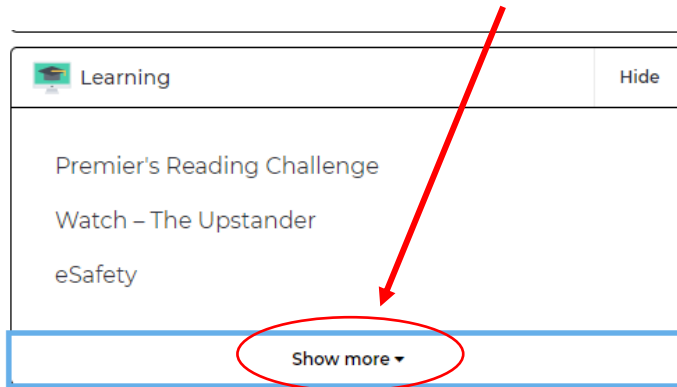 Learning
Hide
Premier's Reading Challenge
Watch – The Upstander
eSafety
Show more